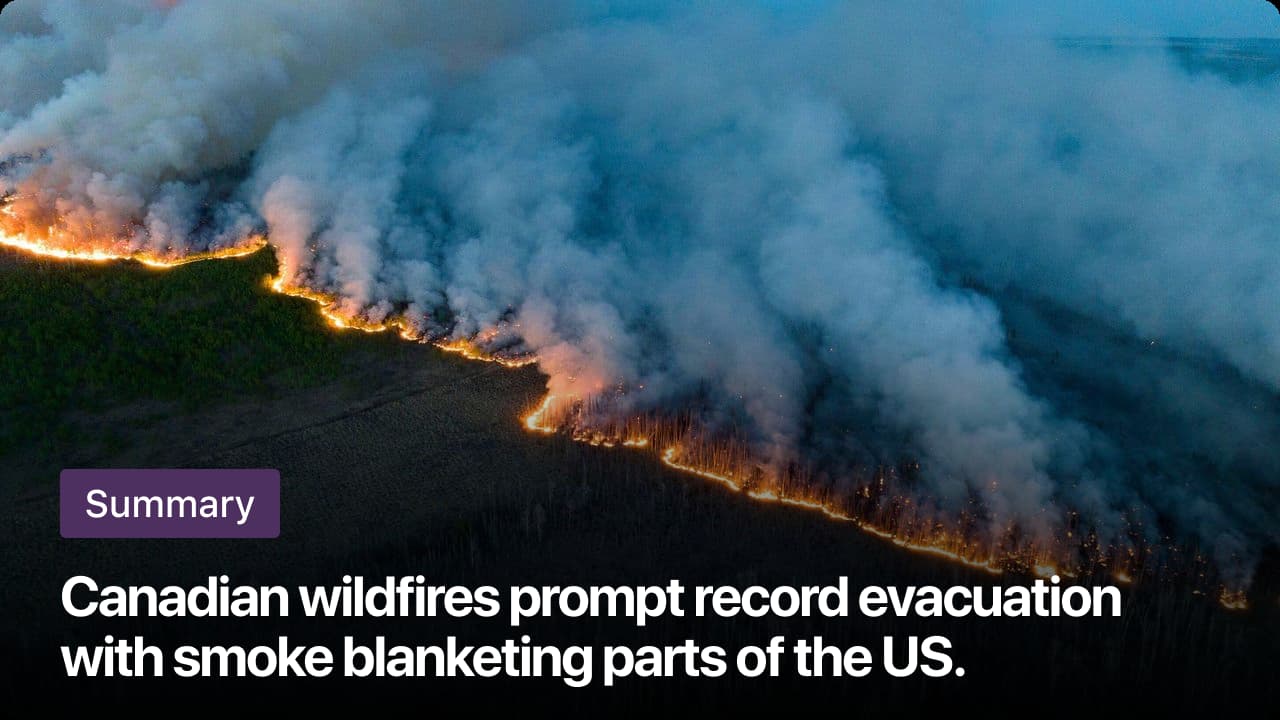 Summary
Canadian wildfires prompt record evacuation
with smoke blanketing parts of the US.